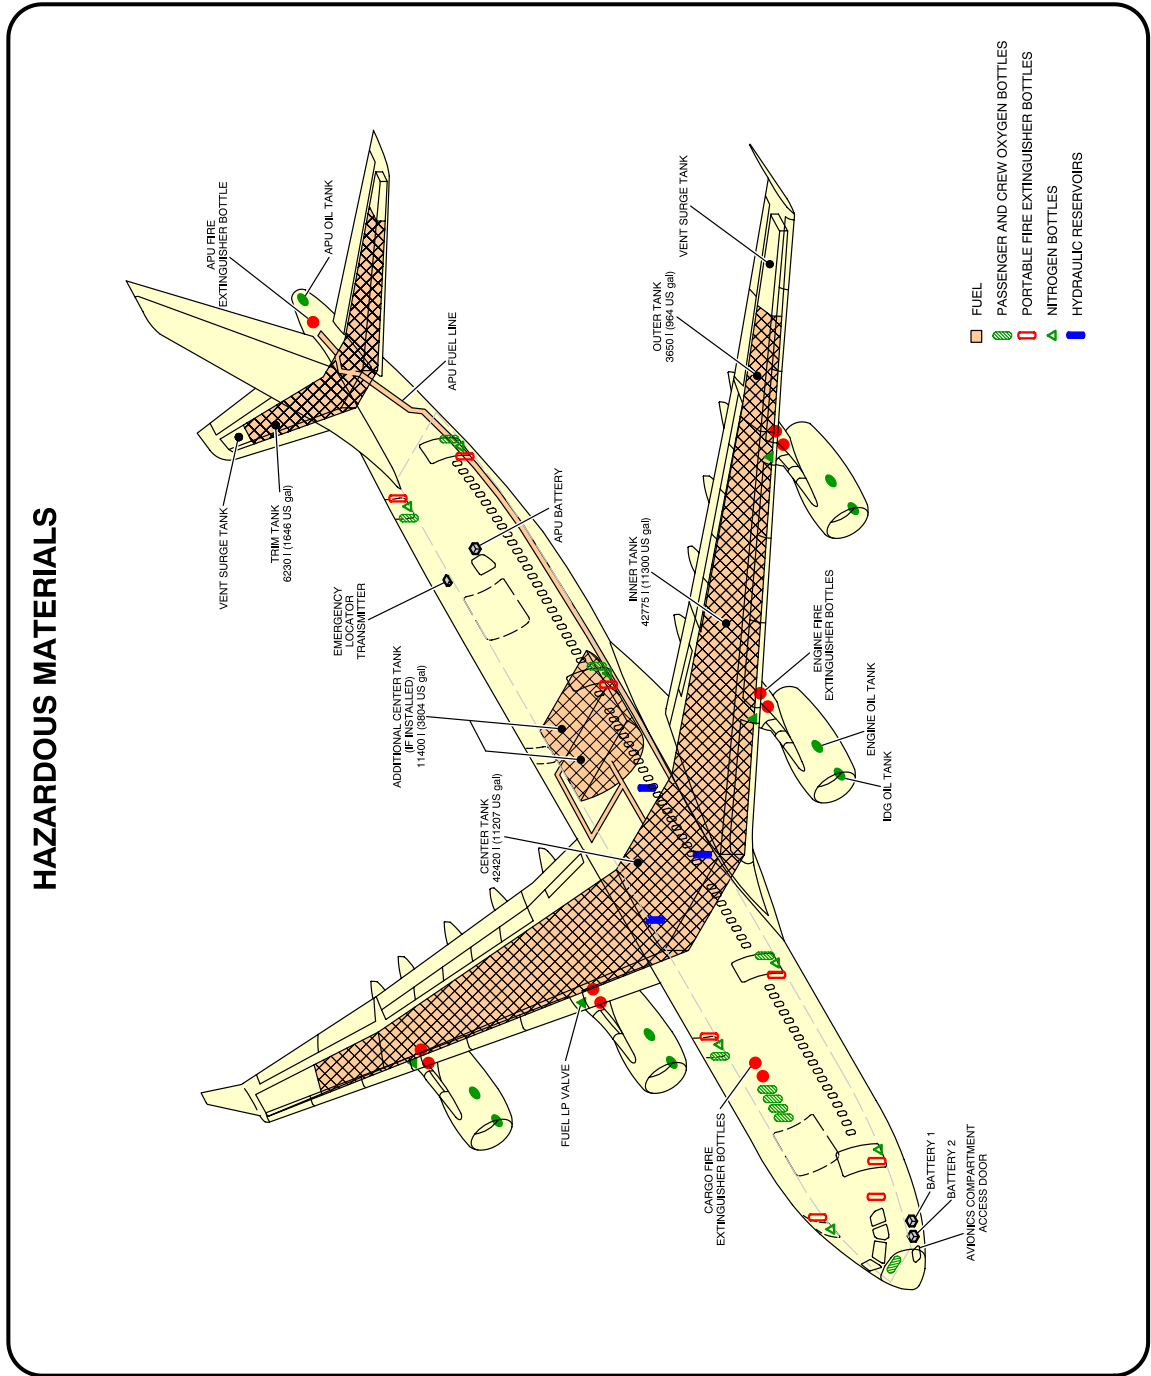 HAZARDOUS MATERIALS
VENT SURGE TANK
TRIM TANK
6230 l (1646 US gal)
APU FIRE
EXTINGUISHER BOTTLE
APU OIL TANK
APU FUEL LINE
EMERGENCY
LOCATOR
TRANSMITTER
APU BATTERY
ADDITIONAL CENTER TANK
(IF INSTALLED)
11400 l (3804 US gal)
CENTER TANK
42420 l (11207 US gal)
INNER TANK
42775 l (11300 US gal)
OUTER TANK
3650 l (964 US gal)
VENT SURGE TANK
FUEL LP VALVE
ENGINE FIRE
EXTINGUISHER BOTTLES
ENGINE OIL TANK
IDG OIL TANK
CARGO FIRE
EXTINGUISHER BOTTLES
BATTERY 1
BATTERY 2
AVIONICS COMPARTMENT
ACCESS DOOR
FUEL
PASSENGER AND CREW OXYGEN BOTTLES
PORTABLE FIRE EXTINGUISHER BOTTLES
NITROGEN BOTTLES
HYDRAULIC RESERVOIRS